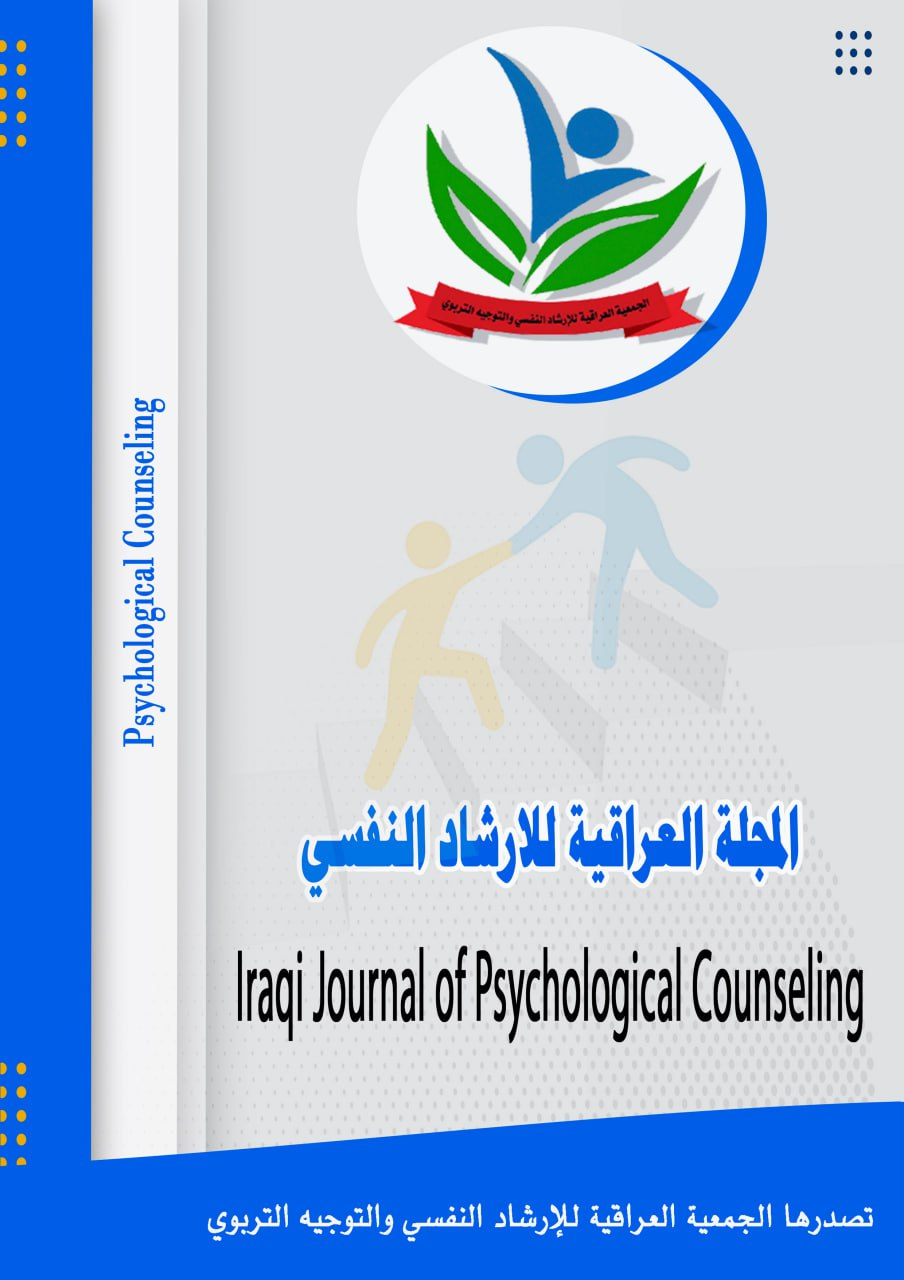 الجمعية العراقية للإرشاد النفسي والتوجيه التربوي
Psychological Counseling
المجلة العراقية للارشاد النفسي
Iraqi Journal of Psychological Counseling
تصدرها الجمعية العراقية للإرشاد النفسي والتوجيه التربوي